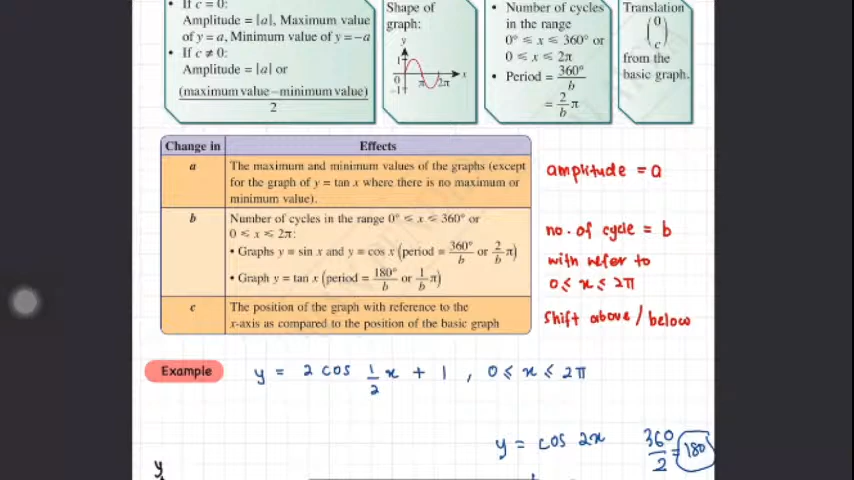 • If c = 0:
Amplitude = |a|, Maximum value
of y = a, Minimum value of y = −a
• If c ≠ 0:
Amplitude = |a| or
(maximum value − minimum value)
2
Shape of
graph:
y
1
0
−1
π
2π
x
• Number of cycles
in the range
0° ⩽ x ⩽ 360° or
0 ⩽ x ⩽ 2π
• Period = 360°/b
= 2/b π
Translation
(0
c)
from the
basic graph.
Change in Effects
a
The maximum and minimum values of the graphs (except
for the graph of y = tan x where there is no maximum or
minimum value).
b
Number of cycles in the range 0° ⩽ x ⩽ 360° or
0 ⩽ x ⩽ 2π:
• Graphs y = sin x and y = cos x (period = 360°/b or 2/b π)
• Graph y = tan x (period = 180°/b or 1/b π)
c
The position of the graph with reference to the
x-axis as compared to the position of the basic graph
amplitude = a
no. of cycle = b
with refer to
0 ⩽ x ⩽ 2π
shift above / below
Example
y = 2 cos 1/2 x + 1 , 0 ⩽ x ⩽ 2π
y = cos 2x
360/2 = 180
y